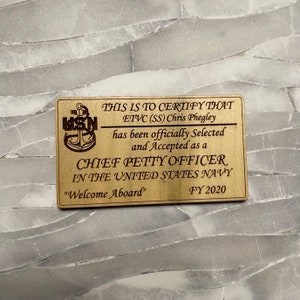 THIS IS TO CERTIFY THAT
ETVC (SS) Chris Phegley
USN
has been officially Selected
and Accepted as a
CHIEF PETTY OFFICER
IN THE UNITED STATES NAVY
"Welcome Aboard" FY 2020